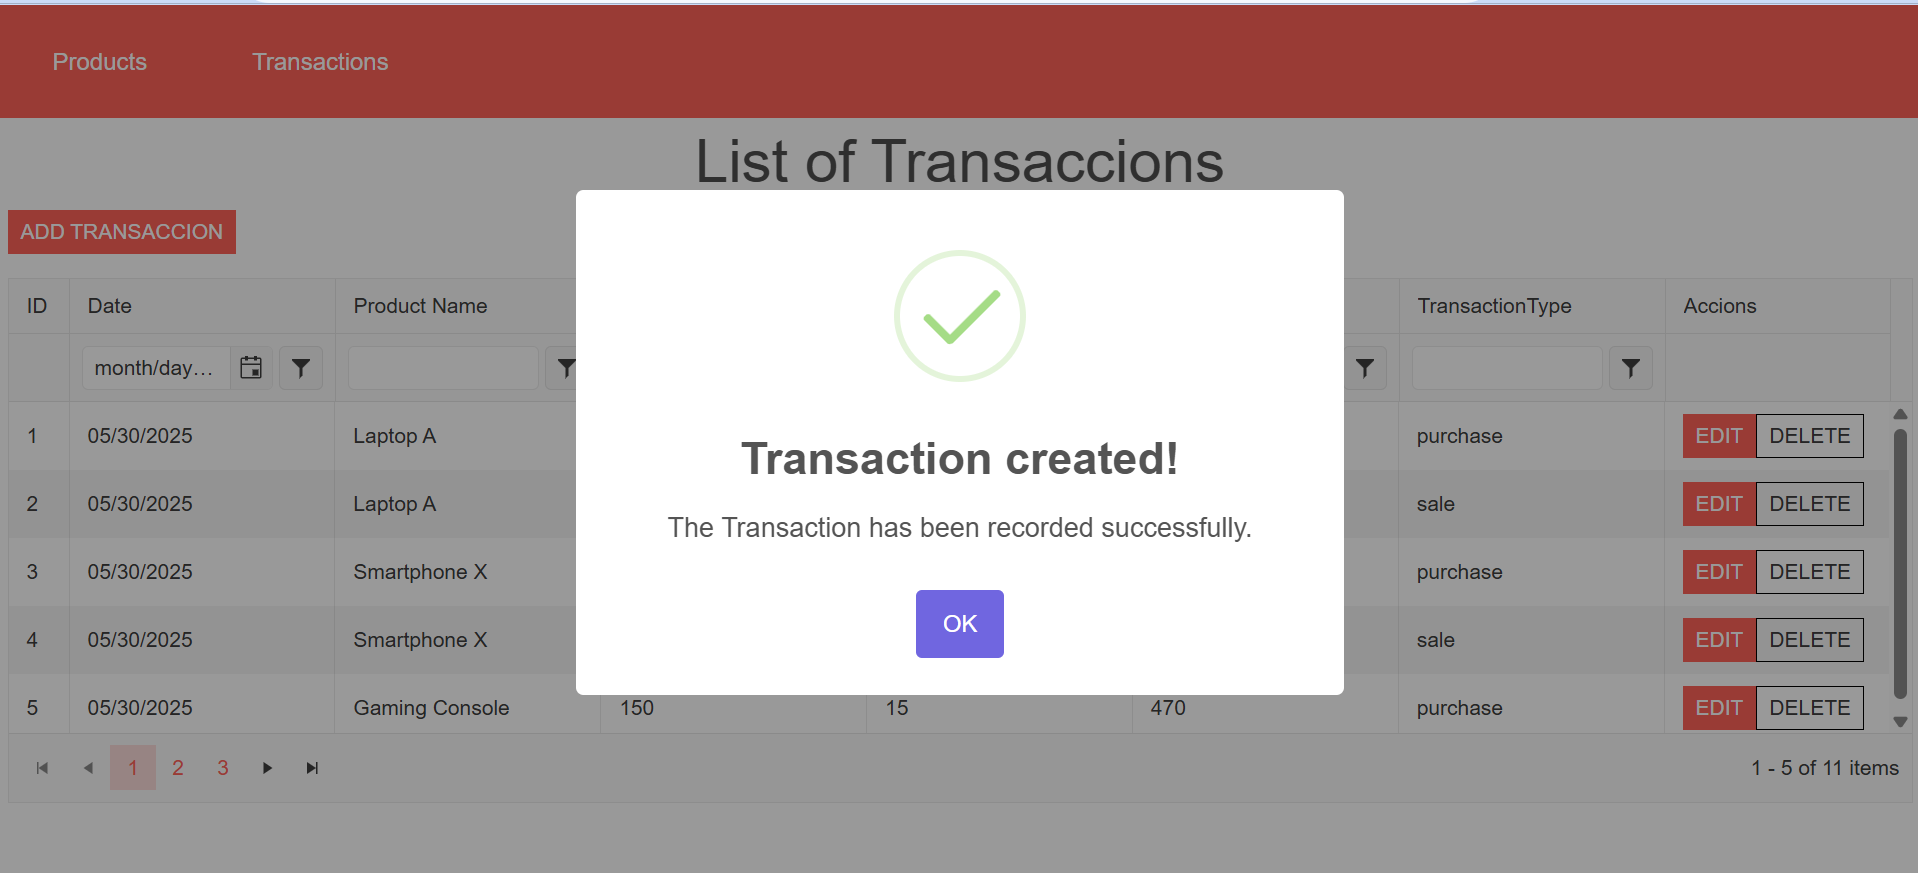 Products Transactions
List of Transaccions
ADD TRANSACCION
ID Date Product Name TransactionType Accions
month/day...
1 05/30/2025 Laptop A purchase EDIT DELETE
2 05/30/2025 Laptop A sale EDIT DELETE
3 05/30/2025 Smartphone X purchase EDIT DELETE
4 05/30/2025 Smartphone X sale EDIT DELETE
5 05/30/2025 Gaming Console 150 15 470 purchase EDIT DELETE
1 2 3 1 - 5 of 11 items
Transaction created!
The Transaction has been recorded successfully.
OK